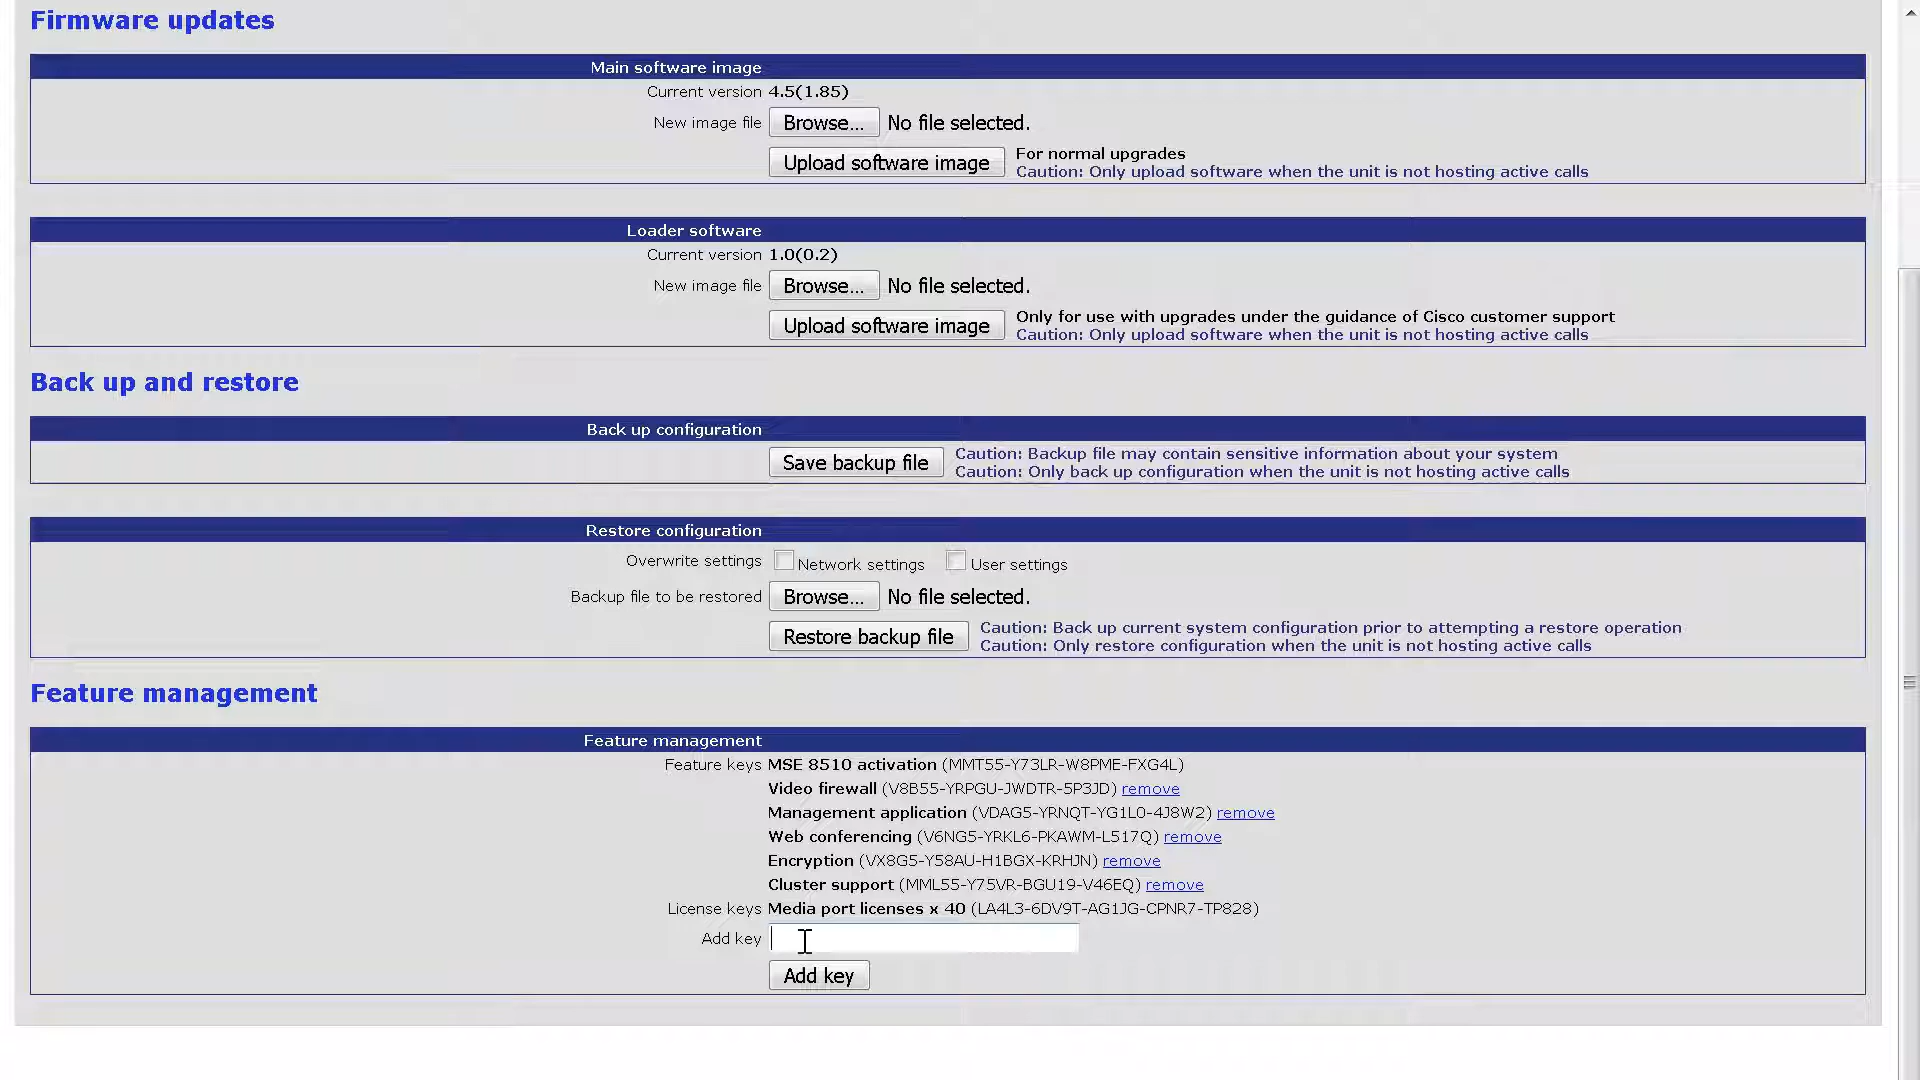 Firmware updates
Main software image
Current version 4.5(1.85)
New image file Browse... No file selected.
Upload software image For normal upgrades
Caution: Only upload software when the unit is not hosting active calls
Loader software
Current version 1.0(0.2)
New image file Browse... No file selected.
Upload software image Only for use with upgrades under the guidance of Cisco customer support
Caution: Only upload software when the unit is not hosting active calls
Back up and restore
Back up configuration
Save backup file Caution: Backup file may contain sensitive information about your system
Caution: Only back up configuration when the unit is not hosting active calls
Restore configuration
Overwrite settings Network settings User settings
Backup file to be restored Browse... No file selected.
Restore backup file Caution: Back up current system configuration prior to attempting a restore operation
Caution: Only restore configuration when the unit is not hosting active calls
Feature management
Feature management
Feature keys MSE 8510 activation (MMT55-Y73LR-W8PME-FXG4L)
Video firewall (V8B55-YRPGU-JWDTR-5P3JD) remove
Management application (VDAG5-YRNQT-YG1L0-4J8W2) remove
Web conferencing (V6NG5-YRKL6-PKAWM-L517Q) remove
Encryption (VX8G5-Y58AU-H1BGX-KRHJN) remove
Cluster support (MML55-Y75VR-BGU19-V46EQ) remove
License keys Media port licenses x 40 (LA4L3-6DV9T-AG1JG-CPNR7-TP828)
Add key
Add key